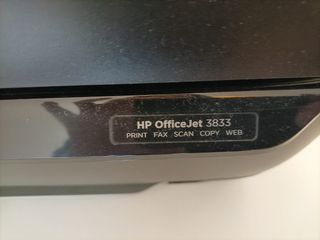 HP OfficeJet 3833
PRINT FAX SCAN COPY WEB